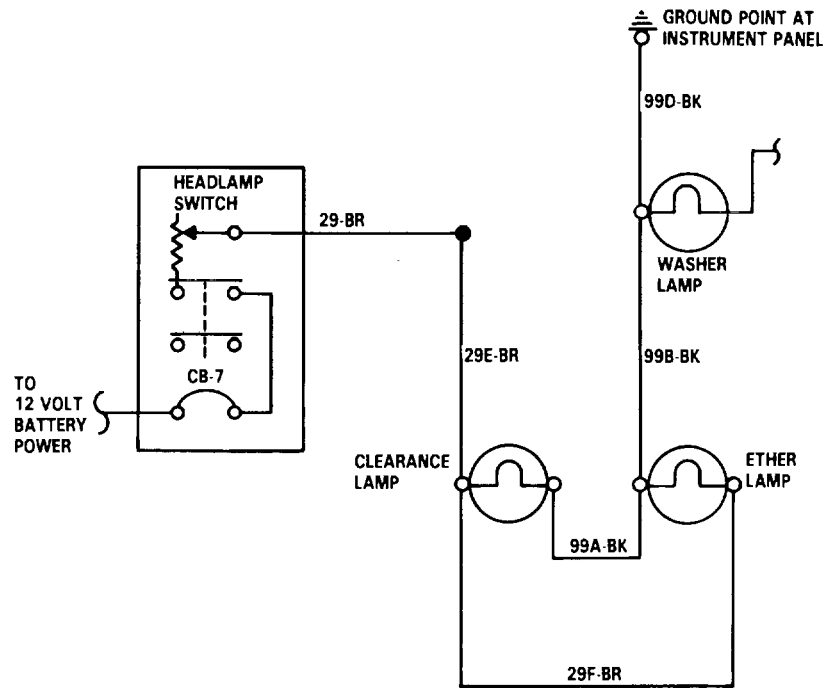 GROUND POINT AT
INSTRUMENT PANEL
99D-BK
HEADLAMP
SWITCH
29-BR
WASHER
LAMP
29E-BR
99B-BK
CB-7
TO
12 VOLT
BATTERY
POWER
CLEARANCE
LAMP
ETHER
LAMP
99A-BK
29F-BR